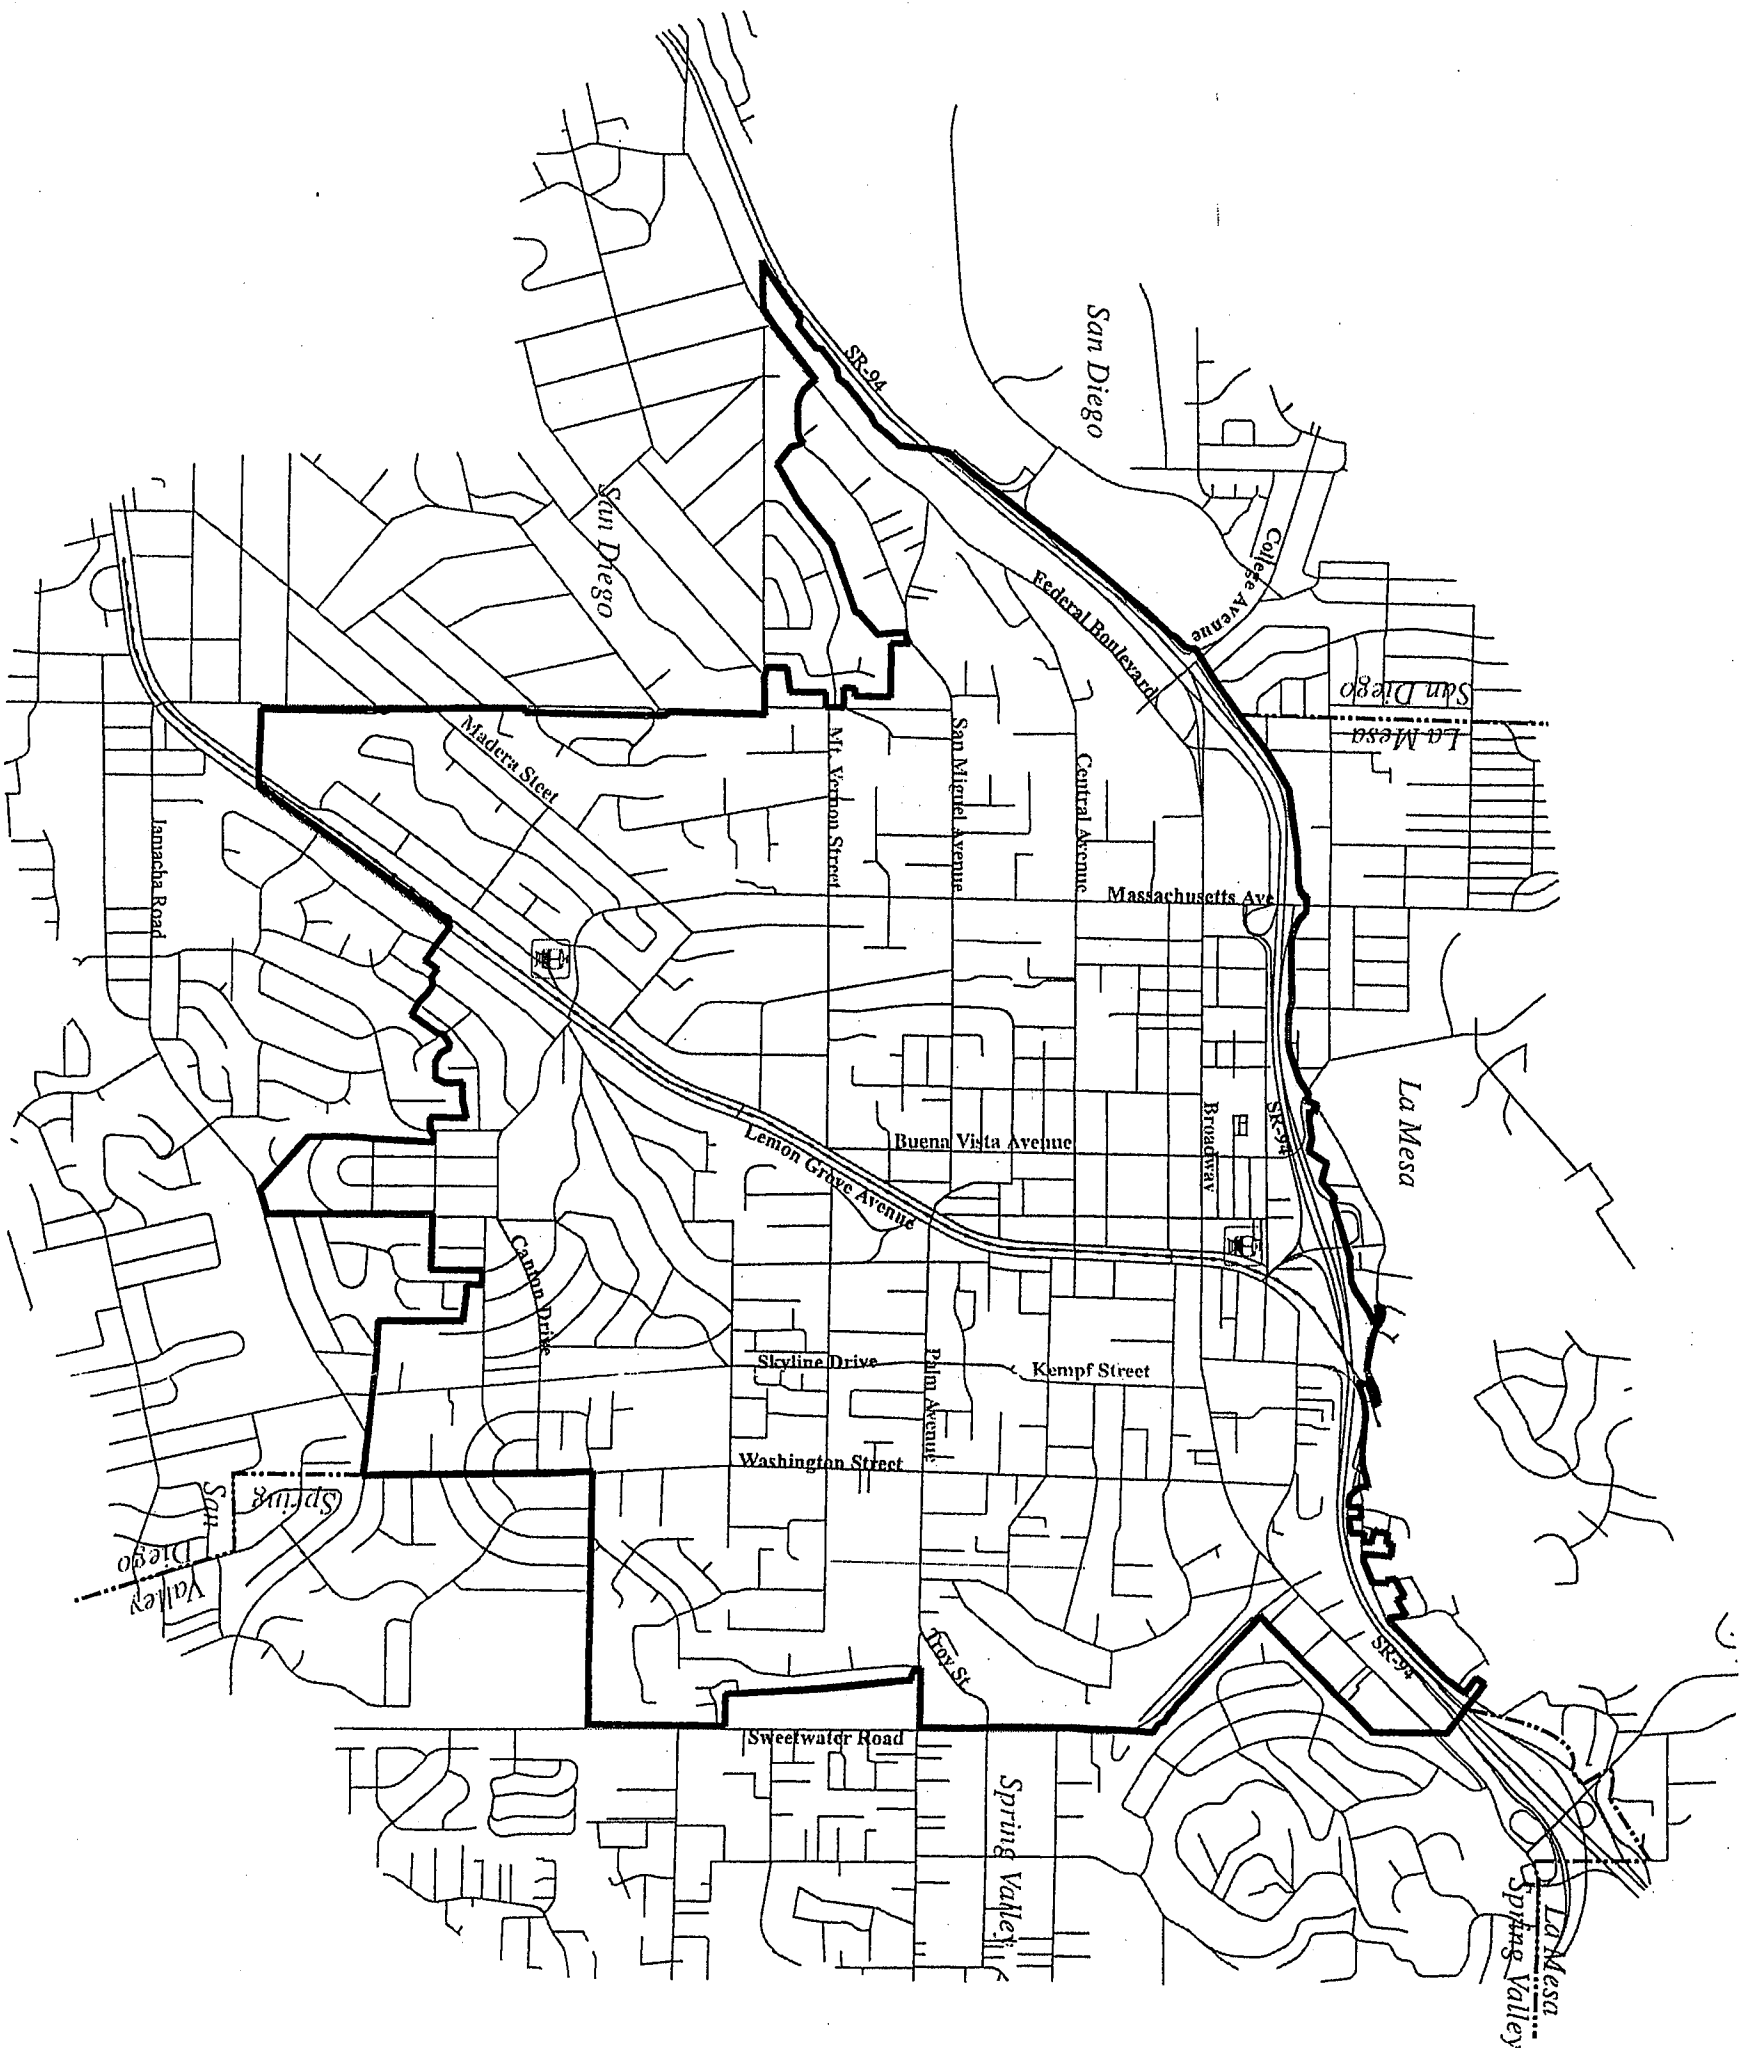 San Diego
SR-94
College Avenue
San Diego
Federal Boulevard
San Diego
La Mesa
Madera Steet
Mt. Vernon Street
San Miguel Avenue
Central Avenue
Jamacha Road
Massachusetts Ave
La Mesa
Broadway
SR-94
Buena Vista Avenue
Lemon Grove Avenue
Canton Drive
Skyline Drive
Palm Avenue
Kempf Street
Washington Street
San Diego
Spring Valley
Troy St
SR-94
Sweetwater Road
Spring Valley
La Mesa
Spring Valley